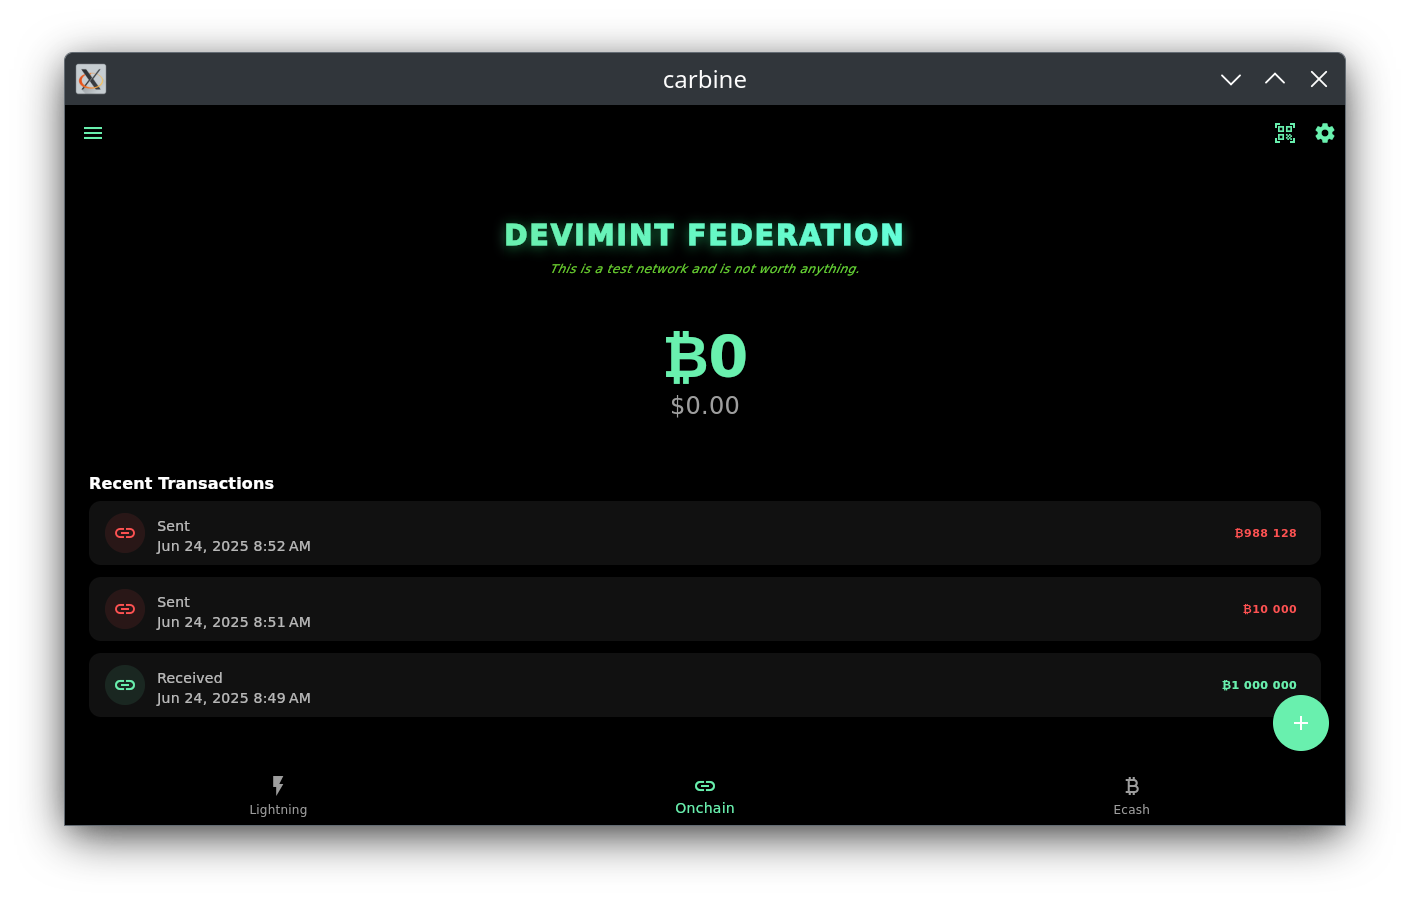 carbine
DEVIMINT FEDERATION
This is a test network and is not worth anything.
₿0
$0.00
Recent Transactions
Sent
Jun 24, 2025 8:52 AM
₿988 128
Sent
Jun 24, 2025 8:51 AM
₿10 000
Received
Jun 24, 2025 8:49 AM
₿1 000 000
Lightning
Onchain
Ecash